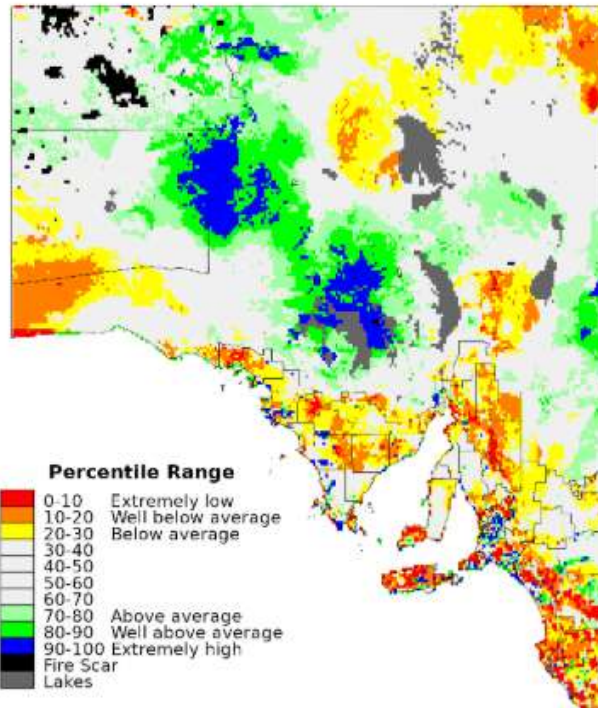 Percentile Range
0-10 Extremely low
10-20 Well below average
20-30 Below average
30-40
40-50
50-60
60-70
70-80 Above average
80-90 Well above average
90-100 Extremely high
Fire Scar
Lakes